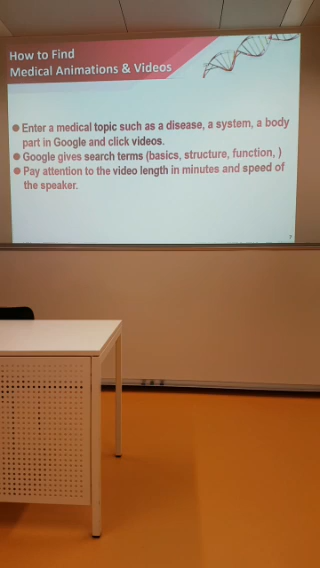 How to Find
Medical Animations & Videos
● Enter a medical topic such as a disease, a system, a body
part in Google and click videos.
● Google gives search terms (basics, structure, function, )
● Pay attention to the video length in minutes and speed of
the speaker.